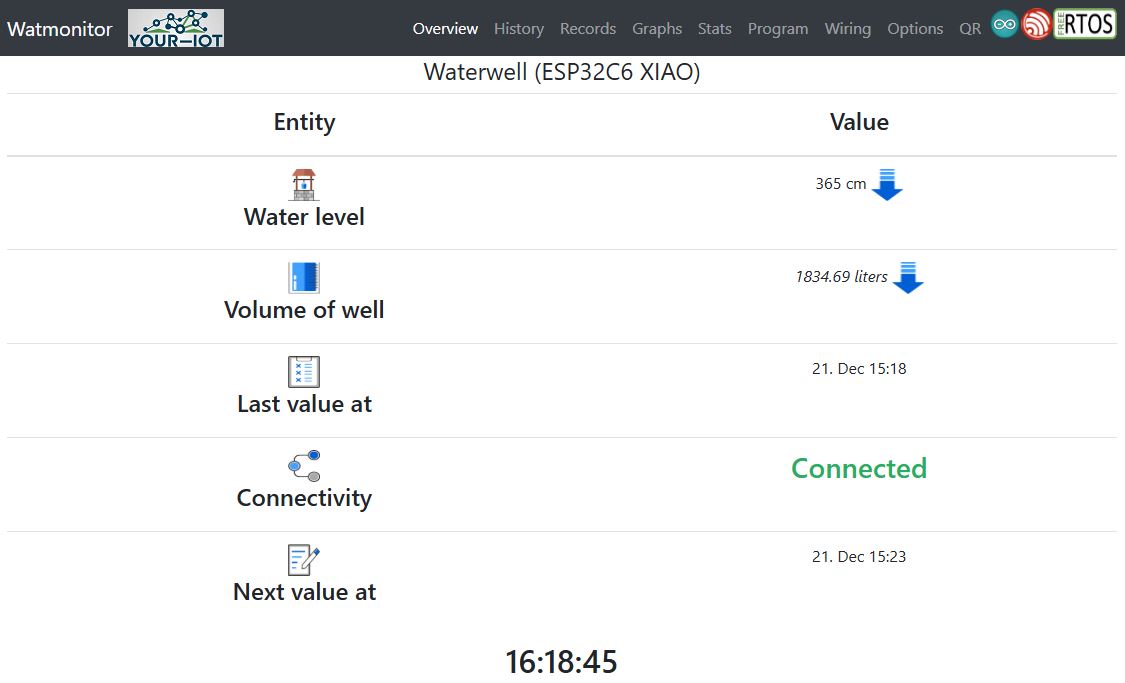 Watmonitor YOUR-IOT Overview History Records Graphs Stats Program Wiring Options QR FREE RTOS
Waterwell (ESP32C6 XIAO)
Entity Value
Water level 365 cm
Volume of well 1834.69 liters
Last value at 21. Dec 15:18
Connectivity Connected
Next value at 21. Dec 15:23
16:18:45